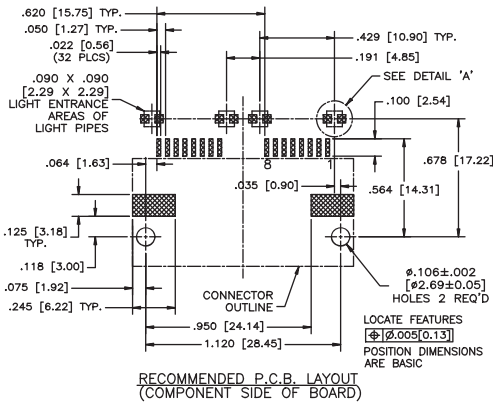 .620 [15.75] TYP.
.050 [1.27] TYP.
.022 [0.56]
(32 PLCS)
.090 X .090
[2.29 X 2.29]
LIGHT ENTRANCE
AREAS OF
LIGHT PIPES
.429 [10.90] TYP.
.191 [4.85]
SEE DETAIL 'A'
.100 [2.54]
.064 [1.63]
8
1
.678 [17.22]
.035 [0.90]
.564 [14.31]
.125 [3.18]
TYP.
.118 [3.00]
.075 [1.92]
.245 [6.22] TYP.
CONNECTOR
OUTLINE
ø.106±.002
[ø2.69±0.05]
HOLES 2 REQ'D
.950 [24.14]
1.120 [28.45]
LOCATE FEATURES
⌖ Ø.005[0.13]
POSITION DIMENSIONS
ARE BASIC
RECOMMENDED P.C.B. LAYOUT
(COMPONENT SIDE OF BOARD)